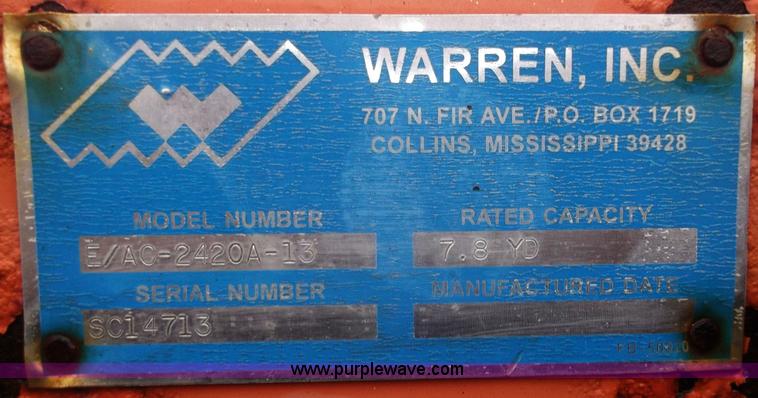 WARREN, INC.
707 N. FIR AVE./P.O. BOX 1719
COLLINS, MISSISSIPPI 39428
MODEL NUMBER
E/AC-2420A-13
RATED CAPACITY
7.8 YD
SERIAL NUMBER
SC14713
MANUFACTURED DATE
www.purplewave.com